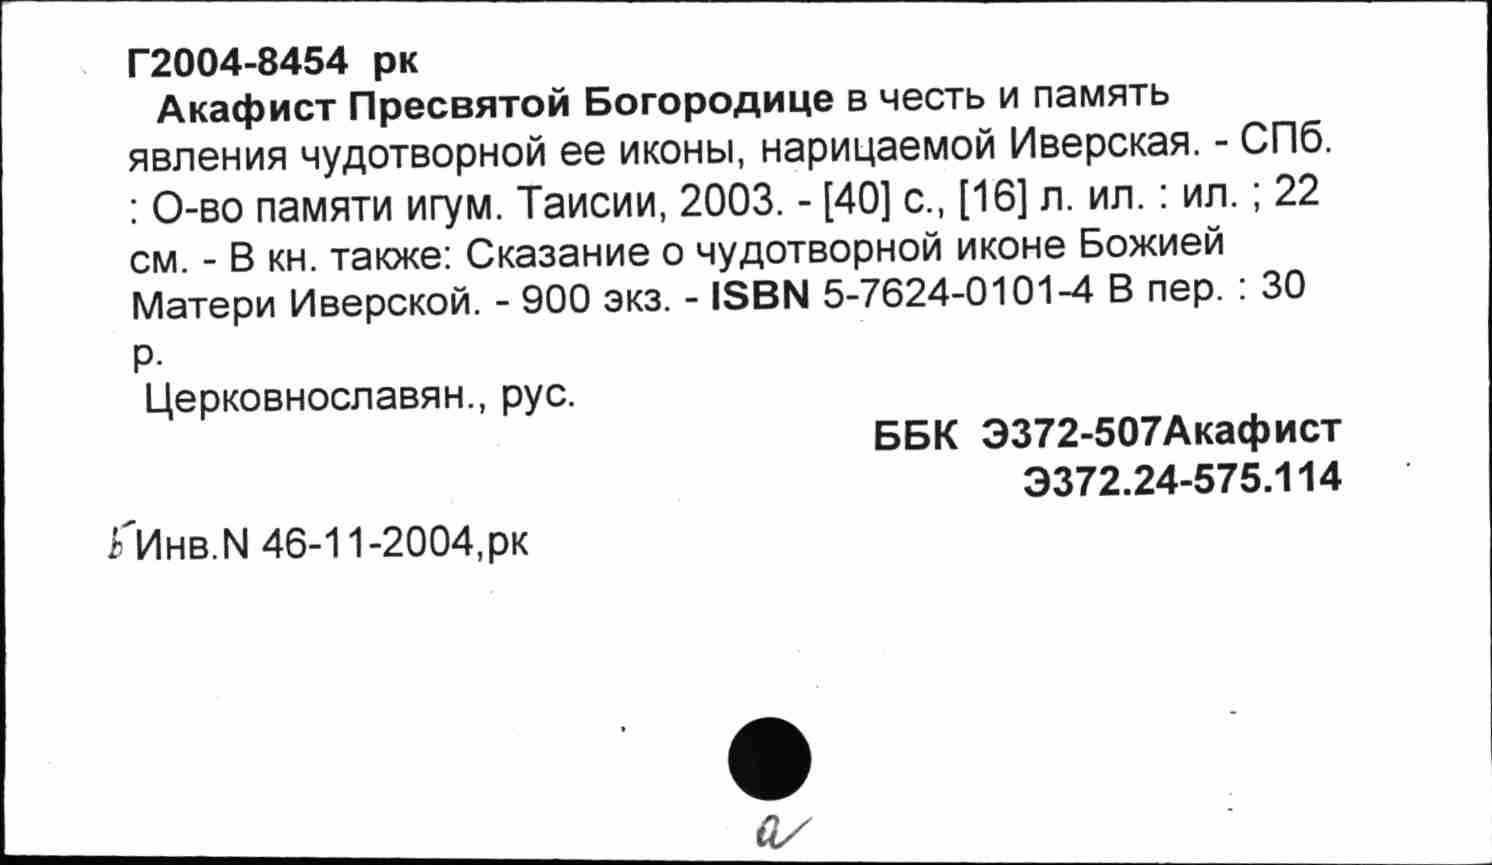 Г2004-8454 рк
Акафист Пресвятой Богородице в честь и память
явления чудотворной ее иконы, нарицаемой Иверская. - СПб.
: О-во памяти игум. Таисии, 2003. - [40] с., [16] л. ил. : ил. ; 22
см. - В кн. также: Сказание о чудотворной иконе Божией
Матери Иверской. - 900 экз. - ISBN 5-7624-0101-4 В пер. : 30
р.
Церковнославян., рус.
ББК Э372-507Акафист
Э372.24-575.114
Инв.N 46-11-2004,рк
а